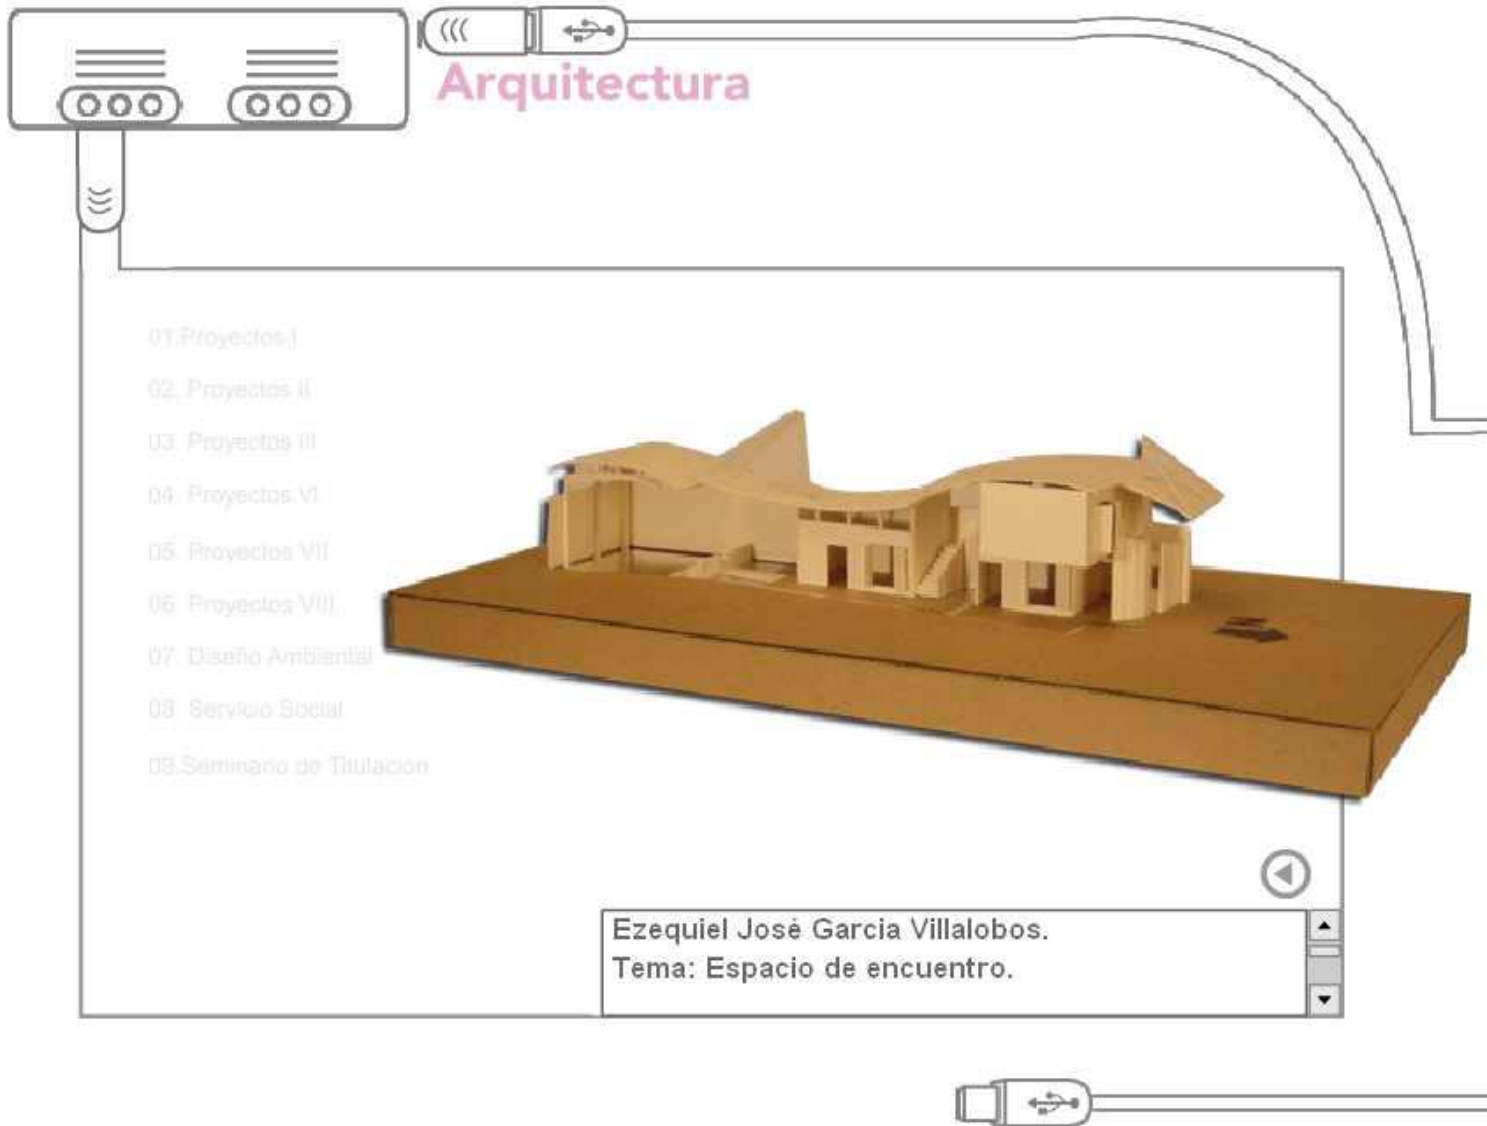 Arquitectura
01.Proyectos I
02. Proyectos II
03. Proyectos III
04. Proyectos VI
05. Proyectos VII
06. Proyectos VIII.
07. Diseño Ambiental
08. Servicio Social
09.Seminario de Titulación
Ezequiel José Garcia Villalobos.
Tema: Espacio de encuentro.